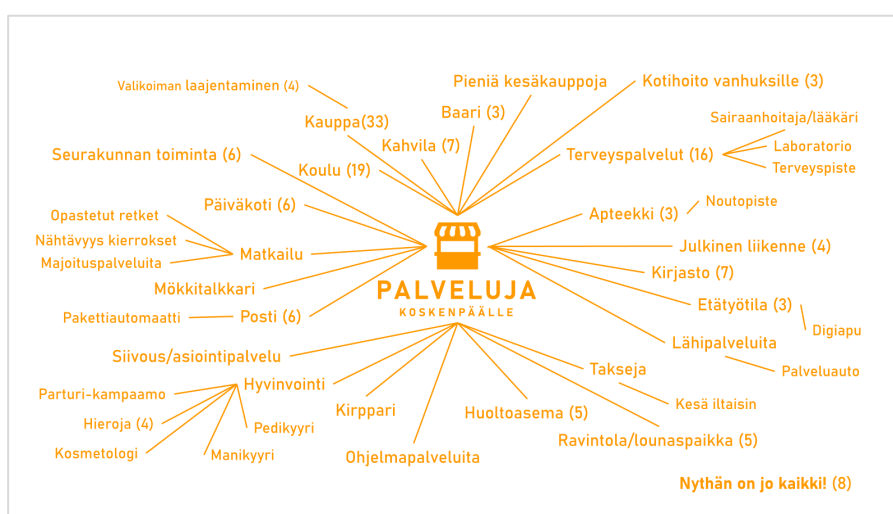 Valikoiman laajentaminen (4)
Pieniä kesäkauppoja
Kotihoito vanhuksille (3)
Kauppa(33)
Baari (3)
Sairaanhoitaja/lääkäri
Seurakunnan toiminta (6)
Kahvila (7)
Terveyspalvelut (16)
Laboratorio
Koulu (19)
Terveyspiste
Päiväkoti (6)
Apteekki (3)
Noutopiste
Opastetut retket
Nähtävyys kierrokset
Majoituspalveluita
Matkailu
Julkinen liikenne (4)
Mökkitalkkari
Kirjasto (7)
PALVELUJA
KOSKENPÄÄLLE
Pakettiautomaatti
Posti (6)
Etätyötila (3)
Digiapu
Siivous/asiointipalvelu
Lähipalveluita
Palveluauto
Parturi-kampaamo
Hyvinvointi
Takseja
Hieroja (4)
Pedikyyri
Kirppari
Huoltoasema (5)
Kesä iltaisin
Kosmetologi
Manikyyri
Ohjelmapalveluita
Ravintola/lounaspaikka (5)
Nythän on jo kaikki! (8)